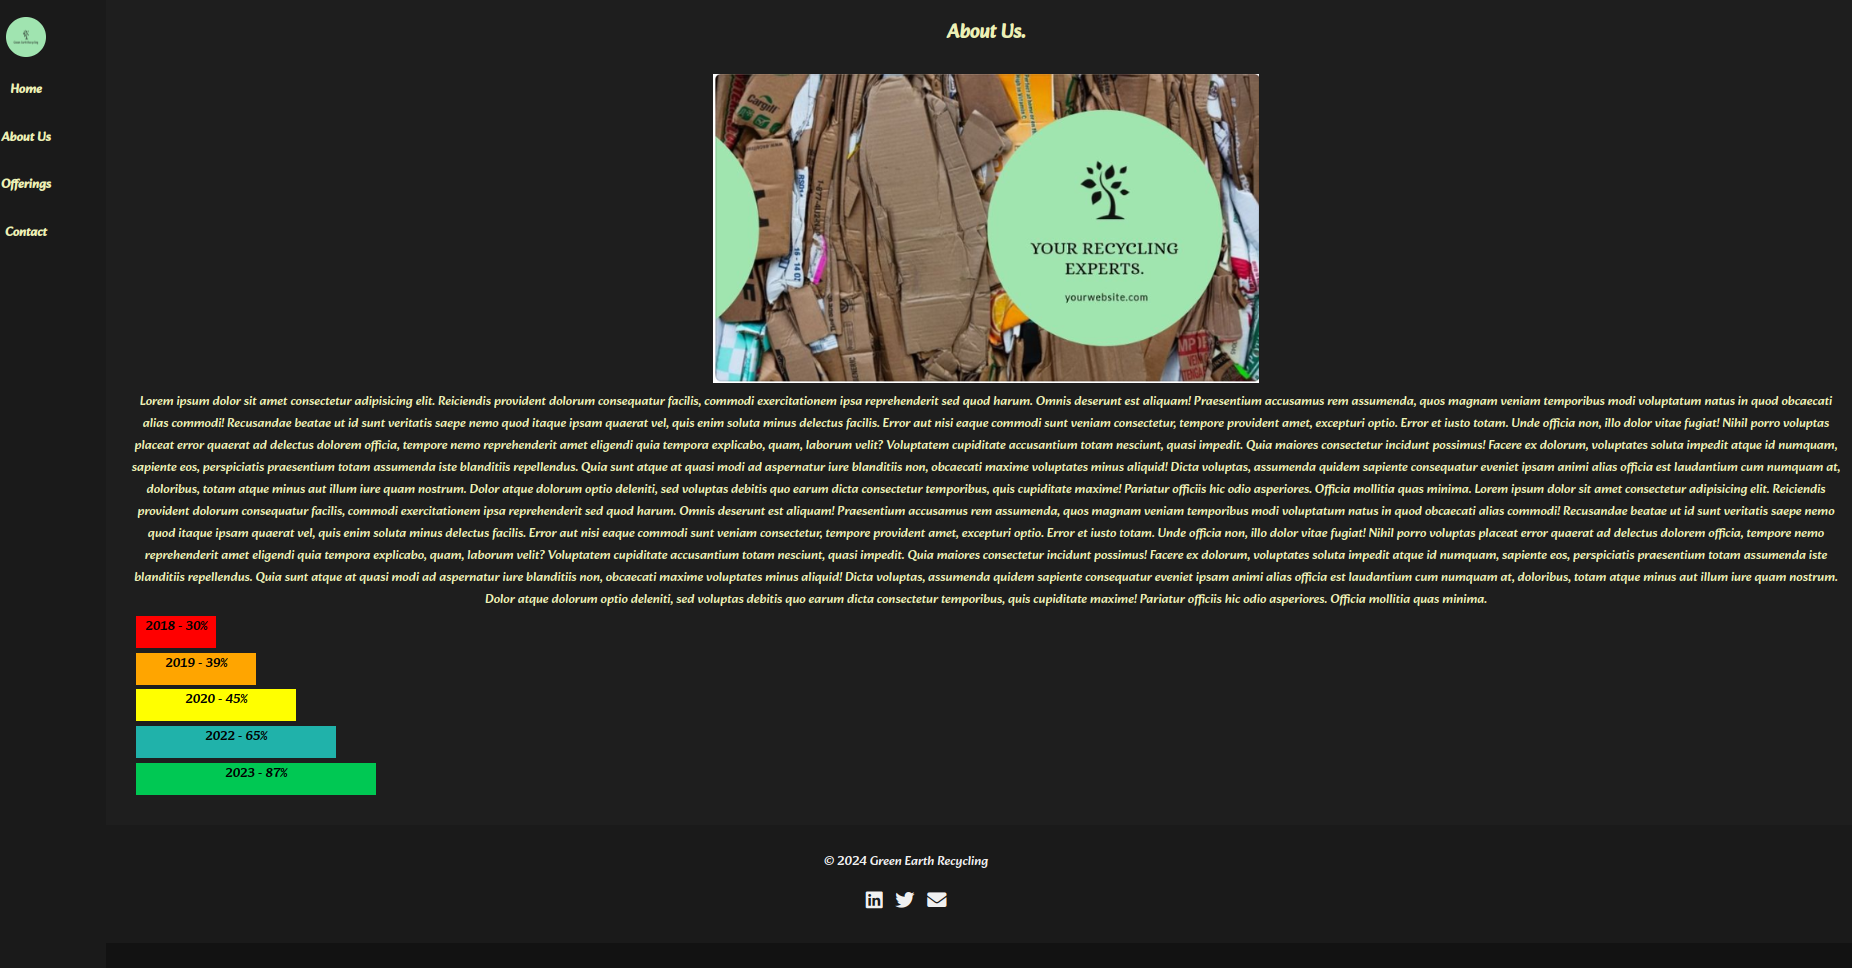 About Us.
Home
About Us
Offerings
Contact
Cargill
YOUR RECYCLING
EXPERTS.
yourwebsite.com
Lorem ipsum dolor sit amet consectetur adipisicing elit. Reiciendis provident dolorum consequatur facilis, commodi exercitationem ipsa reprehenderit sed quod harum. Omnis deserunt est aliquam! Praesentium accusamus rem assumenda, quos magnam veniam temporibus modi voluptatum natus in quod obcaecati
alias commodi! Recusandae beatae ut id sunt veritatis saepe nemo quod itaque ipsam quaerat vel, quis enim soluta minus delectus facilis. Error aut nisi eaque commodi sunt veniam consectetur, tempore provident amet, excepturi optio. Error et iusto totam. Unde officia non, illo dolor vitae fugiat! Nihil porro voluptas
placeat error quaerat ad delectus dolorem officia, tempore nemo reprehenderit amet eligendi quia tempora explicabo, quam, laborum velit? Voluptatem cupiditate accusantium totam nesciunt, quasi impedit. Quia maiores consectetur incidunt possimus! Facere ex dolorum, voluptates soluta impedit atque id numquam,
sapiente eos, perspiciatis praesentium totam assumenda iste blanditiis repellendus. Quia sunt atque at quasi modi ad aspernatur iure blanditiis non, obcaecati maxime voluptates minus aliquid! Dicta voluptas, assumenda quidem sapiente consequatur eveniet ipsam animi alias officia est laudantium cum numquam at,
doloribus, totam atque minus aut illum iure quam nostrum. Dolor atque dolorum optio deleniti, sed voluptas debitis quo earum dicta consectetur temporibus, quis cupiditate maxime! Pariatur officiis hic odio asperiores. Officia mollitia quas minima. Lorem ipsum dolor sit amet consectetur adipisicing elit. Reiciendis
provident dolorum consequatur facilis, commodi exercitationem ipsa reprehenderit sed quod harum. Omnis deserunt est aliquam! Praesentium accusamus rem assumenda, quos magnam veniam temporibus modi voluptatum natus in quod obcaecati alias commodi! Recusandae beatae ut id sunt veritatis saepe nemo
quod itaque ipsam quaerat vel, quis enim soluta minus delectus facilis. Error aut nisi eaque commodi sunt veniam consectetur, tempore provident amet, excepturi optio. Error et iusto totam. Unde officia non, illo dolor vitae fugiat! Nihil porro voluptas placeat error quaerat ad delectus dolorem officia, tempore nemo
reprehenderit amet eligendi quia tempora explicabo, quam, laborum velit? Voluptatem cupiditate accusantium totam nesciunt, quasi impedit. Quia maiores consectetur incidunt possimus! Facere ex dolorum, voluptates soluta impedit atque id numquam, sapiente eos, perspiciatis praesentium totam assumenda iste
blanditiis repellendus. Quia sunt atque at quasi modi ad aspernatur iure blanditiis non, obcaecati maxime voluptates minus aliquid! Dicta voluptas, assumenda quidem sapiente consequatur eveniet ipsam animi alias officia est laudantium cum numquam at, doloribus, totam atque minus aut illum iure quam nostrum.
Dolor atque dolorum optio deleniti, sed voluptas debitis quo earum dicta consectetur temporibus, quis cupiditate maxime! Pariatur officiis hic odio asperiores. Officia mollitia quas minima.
2018 - 30%
2019 - 39%
2020 - 45%
2022 - 65%
2023 - 87%
© 2024 Green Earth Recycling